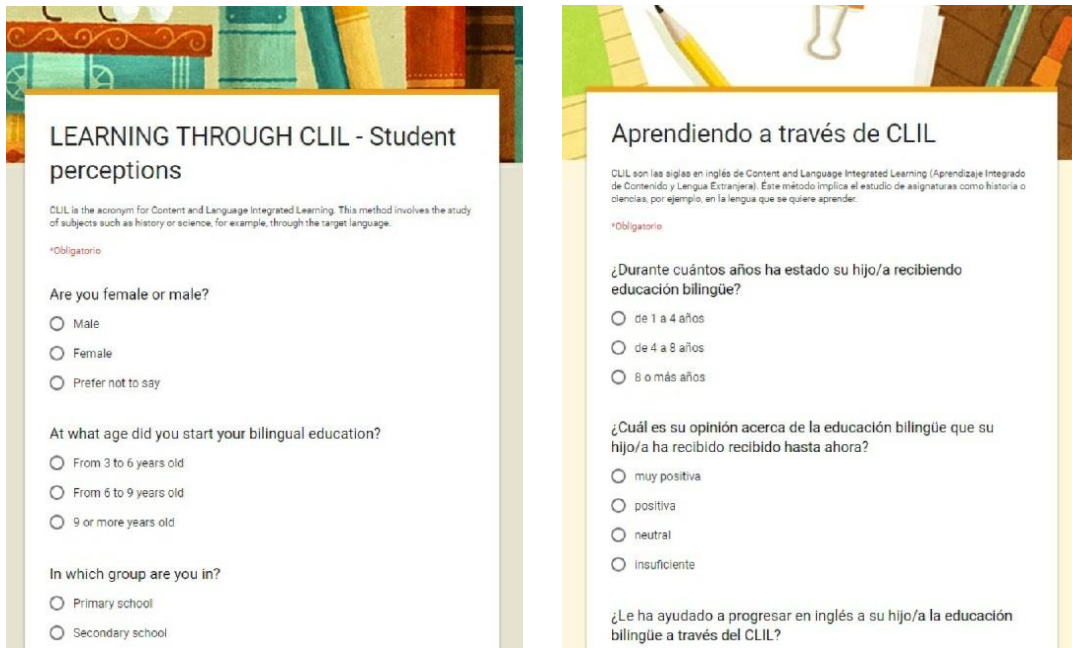 LEARNING THROUGH CLIL - Student
perceptions
CLIL is the acronym for Content and Language Integrated Learning. This method involves the study
of subjects such as history or science, for example, through the target language.
*Obligatorio
Are you female or male?
Male
Female
Prefer not to say
At what age did you start your bilingual education?
From 3 to 6 years old
From 6 to 9 years old
9 or more years old
In which group are you in?
Primary school
Secondary school
Aprendiendo a través de CLIL
CLIL son las siglas en inglés de Content and Language Integrated Learning (Aprendizaje Integrado
de Contenido y Lengua Extranjera). Éste método implica el estudio de asignaturas como historia o
ciencias, por ejemplo, en la lengua que se quiere aprender.
*Obligatorio
¿Durante cuántos años ha estado su hijo/a recibiendo
educación bilingüe?
de 1 a 4 años
de 4 a 8 años
8 o más años
¿Cuál es su opinión acerca de la educación bilingüe que su
hijo/a ha recibido recibido hasta ahora?
muy positiva
positiva
neutral
insuficiente
¿Le ha ayudado a progresar en inglés a su hijo/a la educación
bilingüe a través del CLIL?